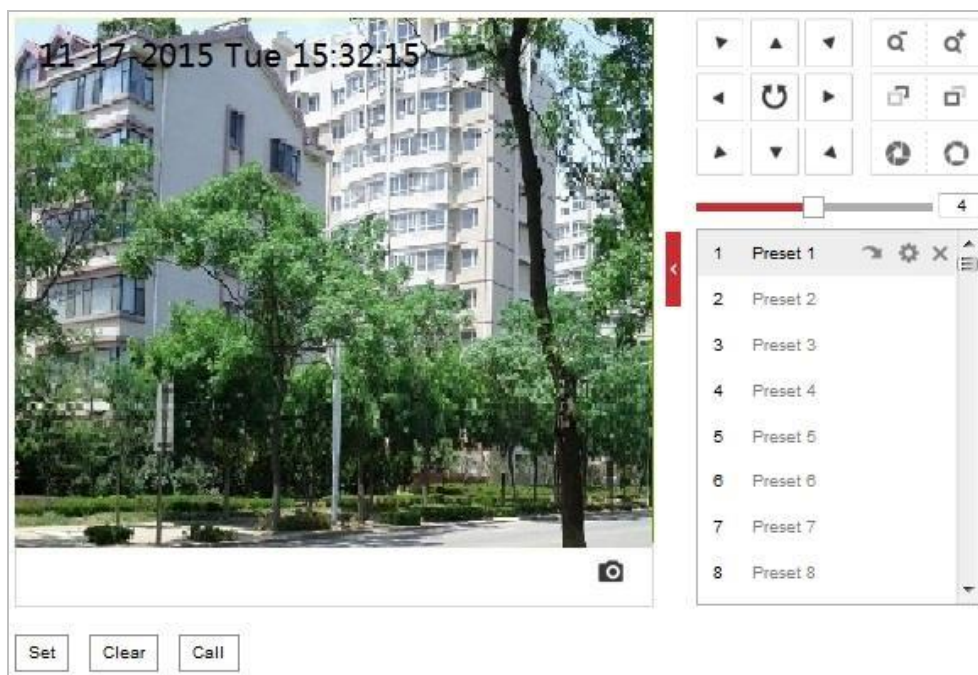 11-17-2015 Tue 15:32:15
4
1 Preset 1
2 Preset 2
3 Preset 3
4 Preset 4
5 Preset 5
6 Preset 6
7 Preset 7
8 Preset 8
Set Clear Call